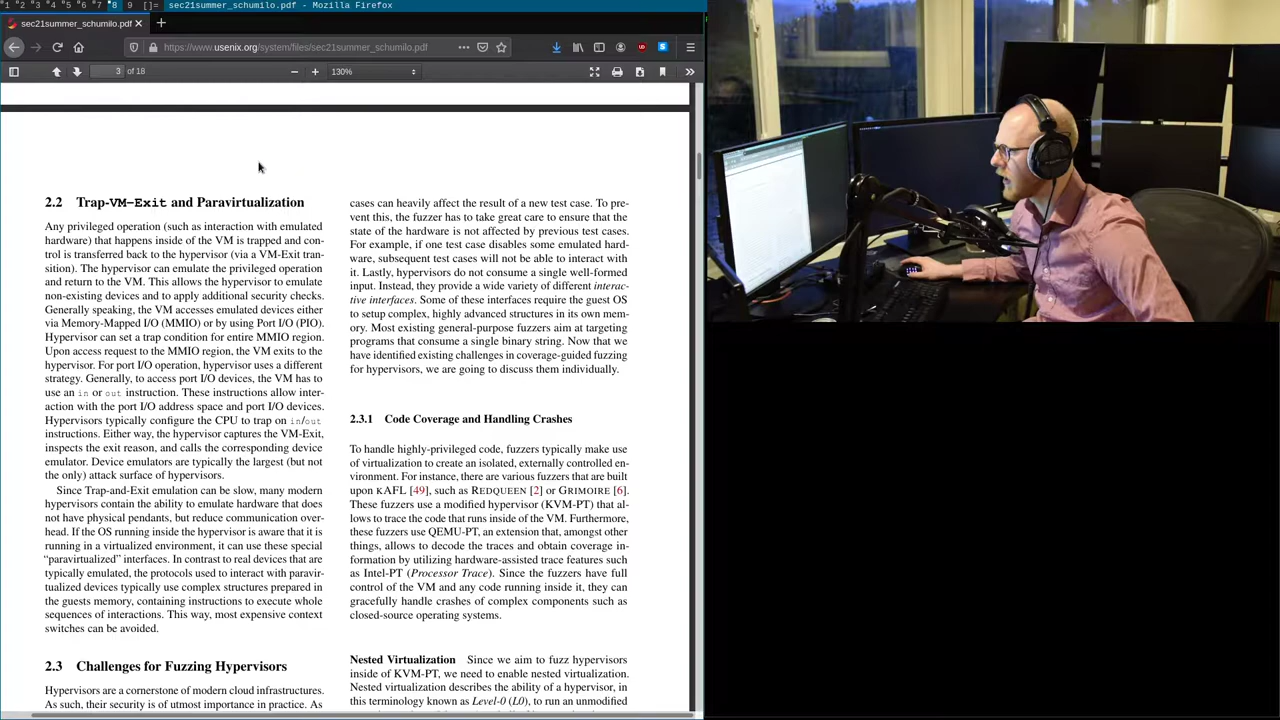 1 2 3 4 5 6 7 8 9 []= sec21summer_schumilo.pdf - Mozilla Firefox
sec21summer_schumilo.pdf
https://www.usenix.org/system/files/sec21summer_schumilo.pdf
3 of 18
130%
2.2 Trap-VM-Exit and Paravirtualization
Any privileged operation (such as interaction with emulated
hardware) that happens inside of the VM is trapped and con-
trol is transferred back to the hypervisor (via a VM-Exit tran-
sition). The hypervisor can emulate the privileged operation
and return to the VM. This allows the hypervisor to emulate
non-existing devices and to apply additional security checks.
Generally speaking, the VM accesses emulated devices either
via Memory-Mapped I/O (MMIO) or by using Port I/O (PIO).
Hypervisor can set a trap condition for entire MMIO region.
Upon access request to the MMIO region, the VM exits to the
hypervisor. For port I/O operation, hypervisor uses a different
strategy. Generally, to access port I/O devices, the VM has to
use an in or out instruction. These instructions allow inter-
action with the port I/O address space and port I/O devices.
Hypervisors typically configure the CPU to trap on in/out
instructions. Either way, the hypervisor captures the VM-Exit,
inspects the exit reason, and calls the corresponding device
emulator. Device emulators are typically the largest (but not
the only) attack surface of hypervisors.
Since Trap-and-Exit emulation can be slow, many modern
hypervisors contain the ability to emulate hardware that does
not have physical pendants, but reduce communication over-
head. If the OS running inside the hypervisor is aware that it is
running in a virtualized environment, it can use these special
“paravirtualized” interfaces. In contrast to real devices that are
typically emulated, the protocols used to interact with paravir-
tualized devices typically use complex structures prepared in
the guests memory, containing instructions to execute whole
sequences of interactions. This way, most expensive context
switches can be avoided.
2.3 Challenges for Fuzzing Hypervisors
Hypervisors are a cornerstone of modern cloud infrastructures.
As such, their security is of utmost importance in practice. As
cases can heavily affect the result of a new test case. To pre-
vent this, the fuzzer has to take great care to ensure that the
state of the hardware is not affected by previous test cases.
For example, if one test case disables some emulated hard-
ware, subsequent test cases will not be able to interact with
it. Lastly, hypervisors do not consume a single well-formed
input. Instead, they provide a wide variety of different interac-
tive interfaces. Some of these interfaces require the guest OS
to setup complex, highly advanced structures in its own mem-
ory. Most existing general-purpose fuzzers aim at targeting
programs that consume a single binary string. Now that we
have identified existing challenges in coverage-guided fuzzing
for hypervisors, we are going to discuss them individually.
2.3.1 Code Coverage and Handling Crashes
To handle highly-privileged code, fuzzers typically make use
of virtualization to create an isolated, externally controlled en-
vironment. For instance, there are various fuzzers that are built
upon KAFL [49], such as REDQUEEN [2] or GRIMOIRE [6].
These fuzzers use a modified hypervisor (KVM-PT) that al-
lows to trace the code that runs inside of the VM. Furthermore,
these fuzzers use QEMU-PT, an extension that, amongst other
things, allows to decode the traces and obtain coverage in-
formation by utilizing hardware-assisted trace features such
as Intel-PT (Processor Trace). Since the fuzzers have full
control of the VM and any code running inside it, they can
gracefully handle crashes of complex components such as
closed-source operating systems.
Nested Virtualization Since we aim to fuzz hypervisors
inside of KVM-PT, we need to enable nested virtualization.
Nested virtualization describes the ability of a hypervisor, in
this terminology known as Level-0 (L0), to run an unmodified